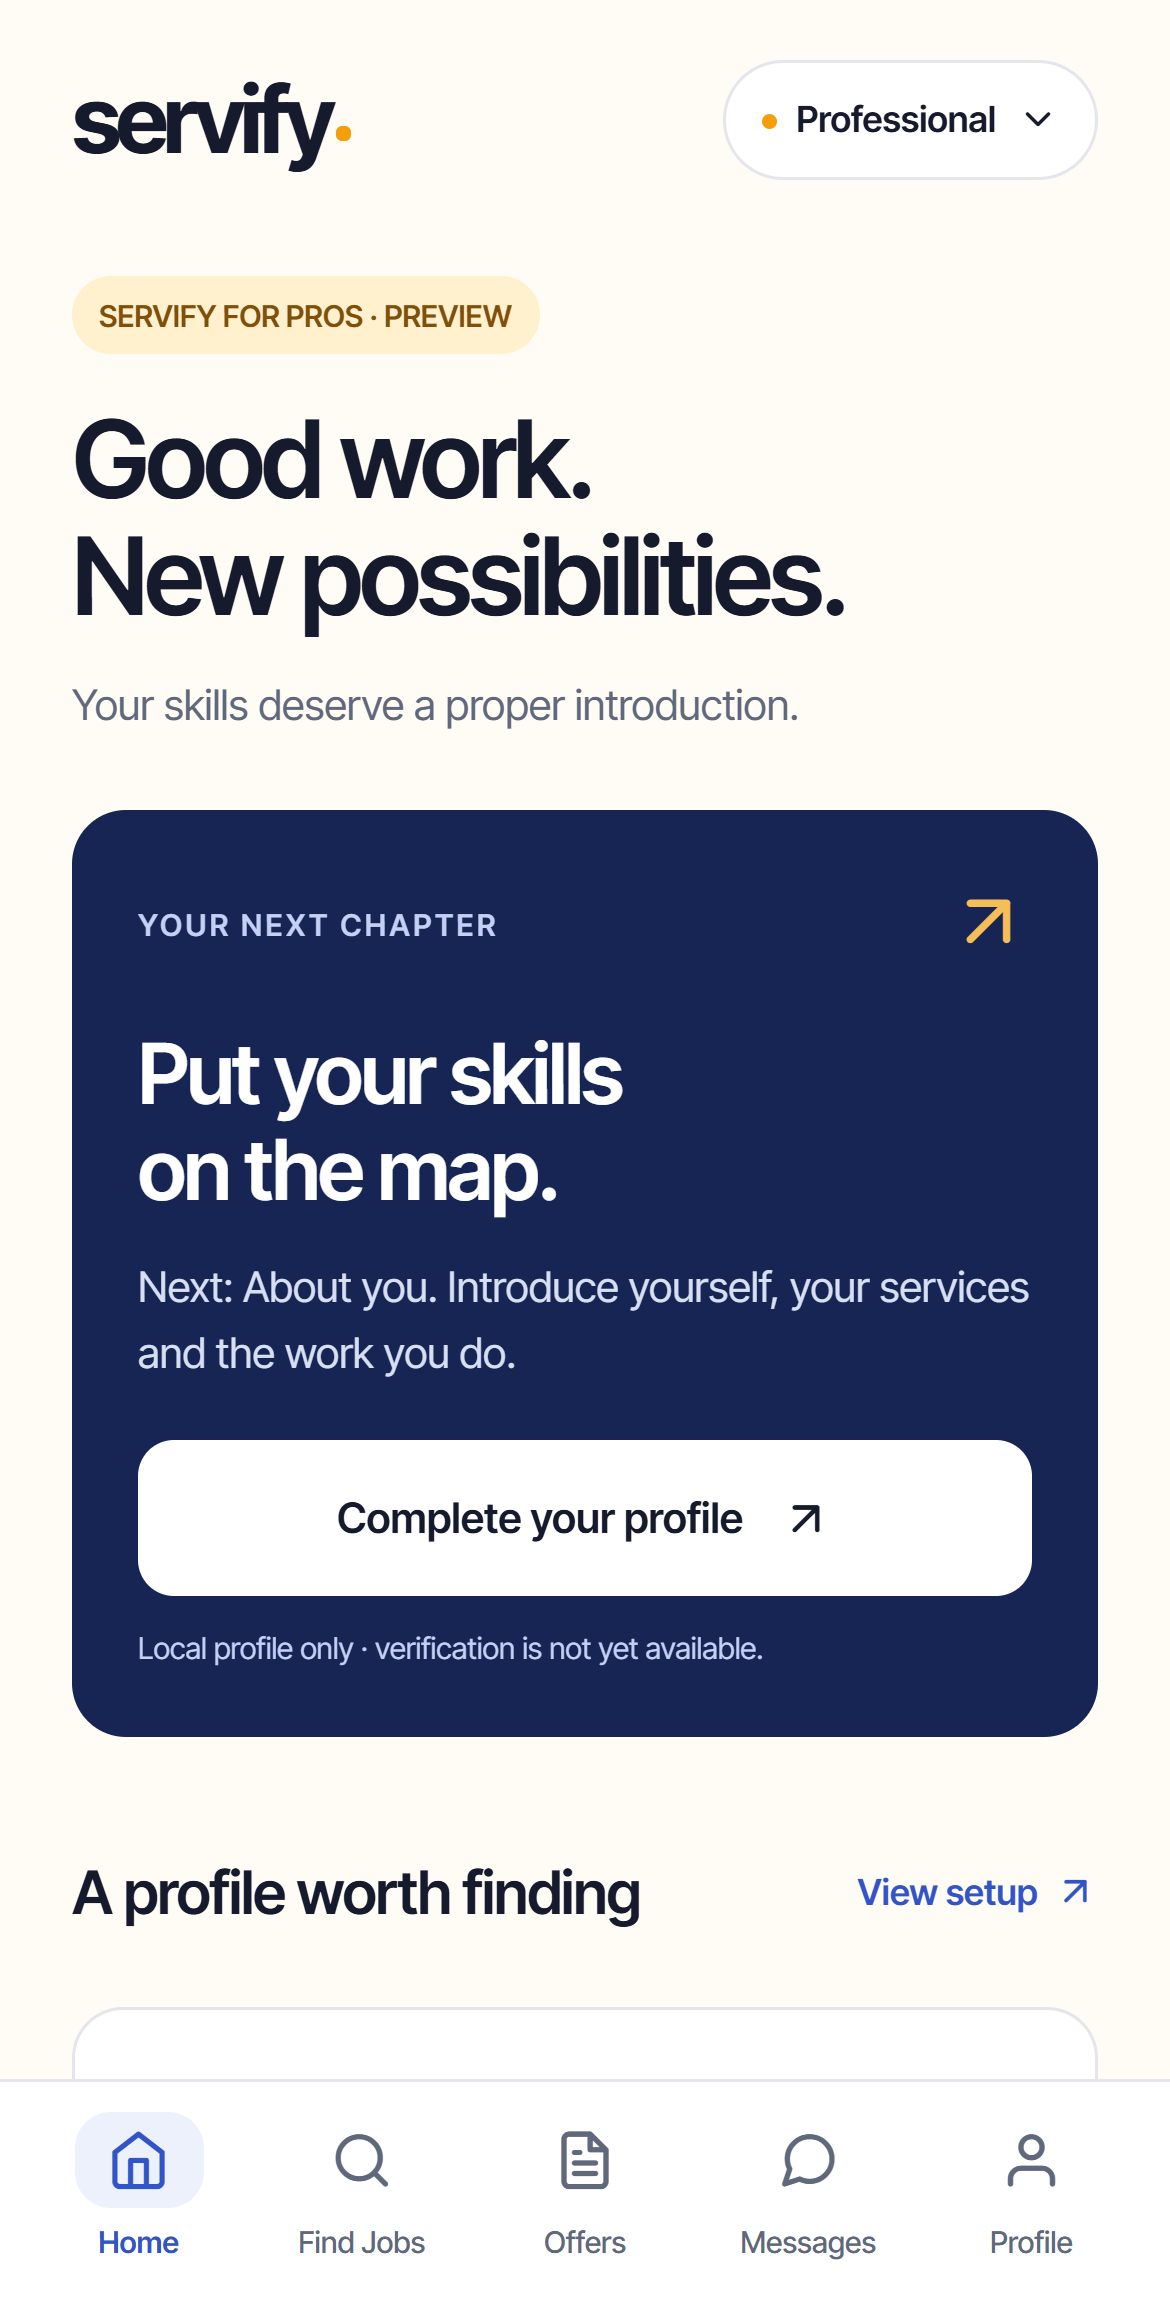 servify.
Professional
SERVIFY FOR PROS · PREVIEW
Good work.
New possibilities.
Your skills deserve a proper introduction.
YOUR NEXT CHAPTER
Put your skills
on the map.
Next: About you. Introduce yourself, your services
and the work you do.
Complete your profile
Local profile only · verification is not yet available.
A profile worth finding
View setup
Home
Find Jobs
Offers
Messages
Profile